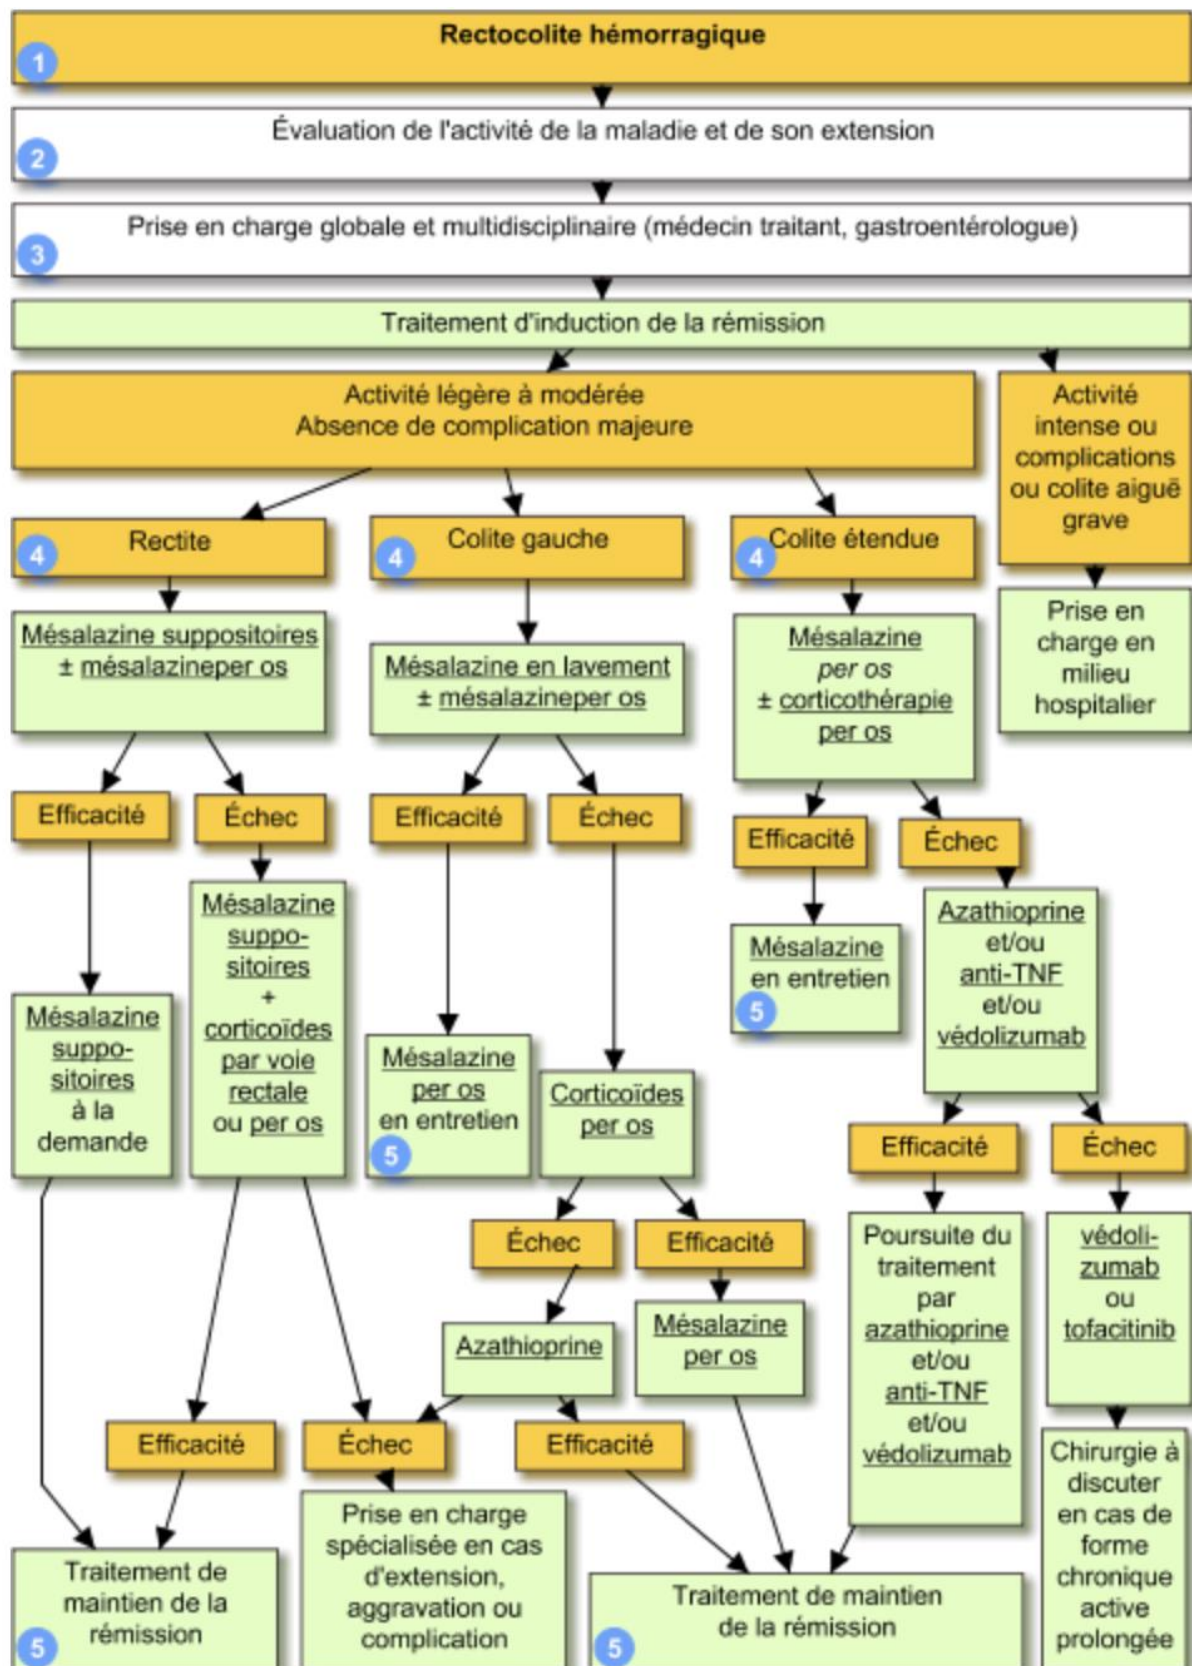 Rectocolite hémorragique
1
Évaluation de l'activité de la maladie et de son extension
2
Prise en charge globale et multidisciplinaire (médecin traitant, gastroentérologue)
3
Traitement d'induction de la rémission
Activité légère à modérée
Absence de complication majeure
Activité
intense ou
complications
ou colite aiguë
grave
4
Rectite
4
Colite gauche
4
Colite étendue
Prise en
charge en
milieu
hospitalier
Mésalazine suppositoires
± mésalazineper os
Mésalazine en lavement
± mésalazineper os
Mésalazine
per os
± corticothérapie
per os
Efficacité
Échec
Efficacité
Échec
Efficacité
Échec
Mésalazine
suppo-
sitoires
à la
demande
Mésalazine
suppo-
sitoires
+
corticoïdes
par voie
rectale
ou per os
Mésalazine
per os
en entretien
5
Corticoïdes
per os
Mésalazine
en entretien
5
Azathioprine
et/ou
anti-TNF
et/ou
védolizumab
Échec
Efficacité
Efficacité
Échec
Azathioprine
Mésalazine
per os
Poursuite du
traitement
par
azathioprine
et/ou
anti-TNF
et/ou
védolizumab
védoli-
zumab
ou
tofacitinib
Efficacité
Échec
Efficacité
Traitement de
maintien de la
rémission
5
Prise en charge
spécialisée en cas
d'extension,
aggravation ou
complication
Traitement de maintien
de la rémission
5
Chirurgie à
discuter
en cas de
forme
chronique
active
prolongée